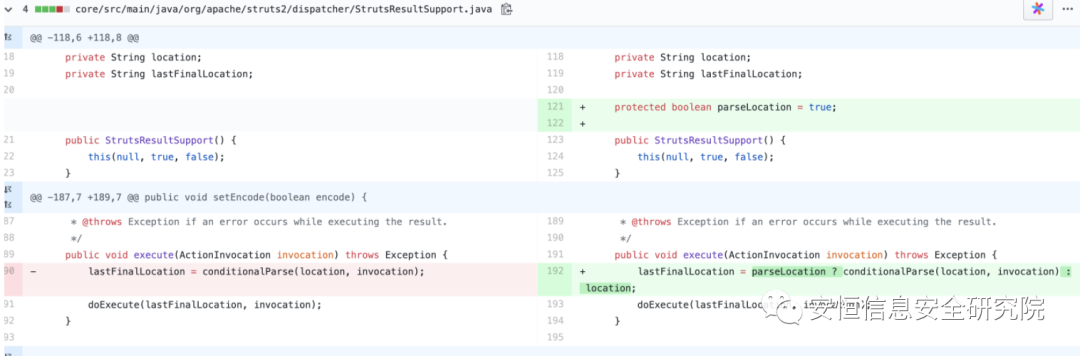 4 core/src/main/java/org/apache/struts2/dispatcher/StrutsResultSupport.java
@@ -118,6 +118,8 @@
18 private String location;
19 private String lastFinalLocation;
20
21 public StrutsResultSupport() {
22 this(null, true, false);
23 }
118 private String location;
119 private String lastFinalLocation;
120
121 + protected boolean parseLocation = true;
122 +
123 public StrutsResultSupport() {
124 this(null, true, false);
125 }
@@ -187,7 +189,7 @@ public void setEncode(boolean encode) {
87 * @throws Exception if an error occurs while executing the result.
88 */
89 public void execute(ActionInvocation invocation) throws Exception {
90 - lastFinalLocation = conditionalParse(location, invocation);
91 doExecute(lastFinalLocation, invocation);
92 }
93
189 * @throws Exception if an error occurs while executing the result.
190 */
191 public void execute(ActionInvocation invocation) throws Exception {
192 + lastFinalLocation = parseLocation ? conditionalParse(location, invocation) :
location;
193 doExecute(lastFinalLocation,
194 }
195
安恒信息安全研究院